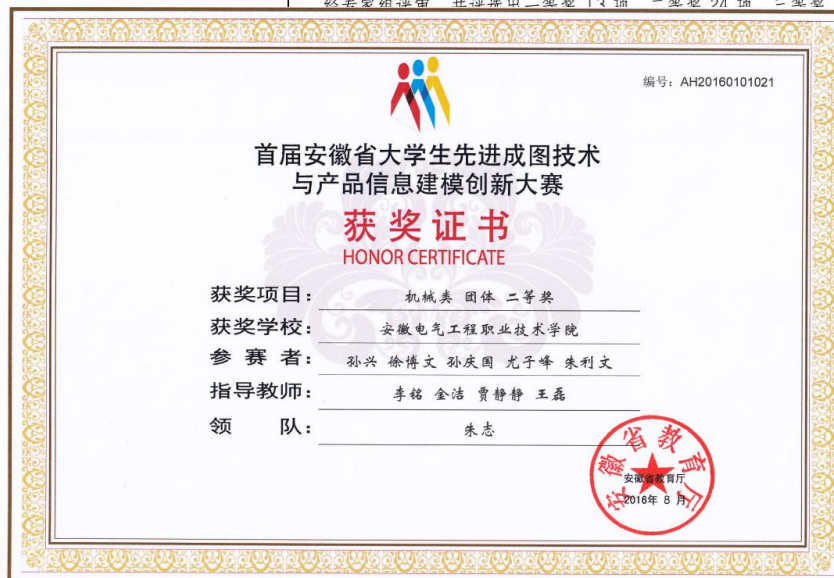 编号：AH20160101021
首届安徽省大学生先进成图技术
与产品信息建模创新大赛
获奖证书
HONOR CERTIFICATE
获奖项目： 机械类 团体 二等奖
获奖学校： 安徽电气工程职业技术学院
参赛者： 孙兴 徐博文 孙庆国 尤子峰 朱利文
指导教师： 李铭 金洁 贾静静 王磊
领队： 朱志
安徽省教育厅
安徽省教育厅
2016年 8 月